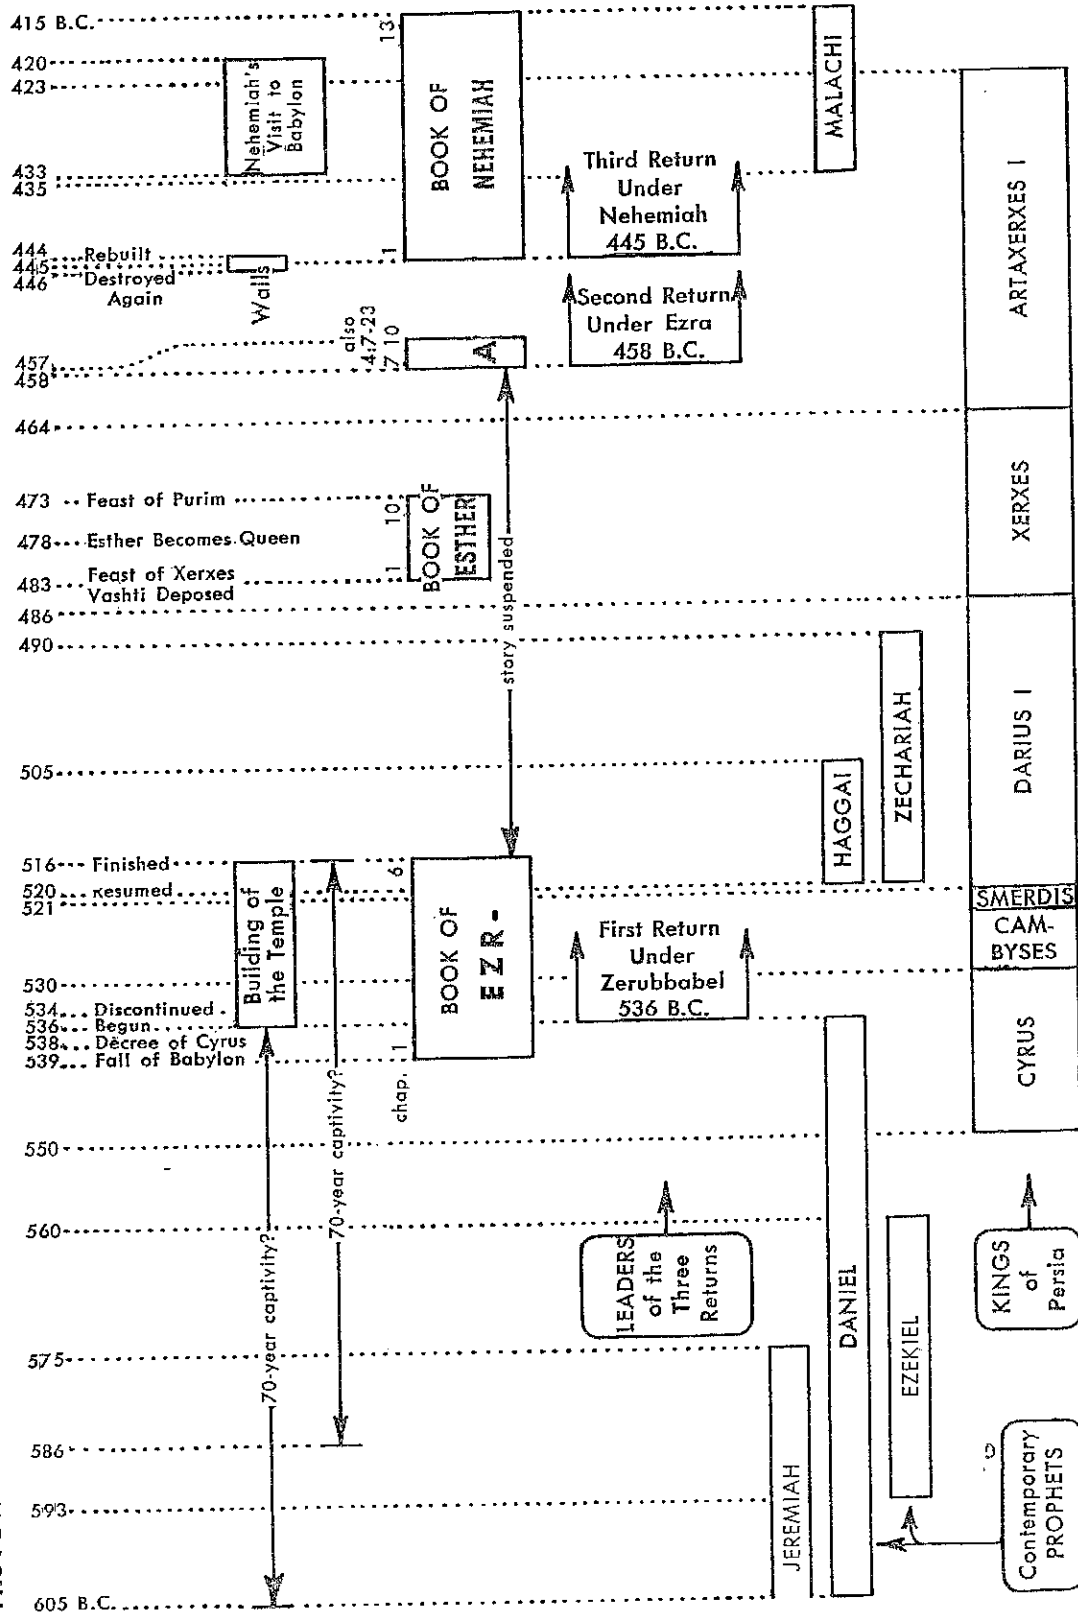 415 B.C.
420
423
433
435
444 Rebuilt
445
446 Destroyed
Again
457
458
464
473 Feast of Purim
478 Esther Becomes Queen
483 Feast of Xerxes
Vashti Deposed
486
490
505
516 Finished
520 Resumed
521
530
534 Discontinued
536 Begun
538 Decree of Cyrus
539 Fall of Babylon
550
560
575
586
593
605 B.C.
Nehemiah's
Visit to
Babylon
Walls
Building of
the Temple
70-year captivity?
70-year captivity?
13
BOOK OF
NEHEMIAH
1
also
4:7-23
7 10
A
1 10
BOOK OF
ESTHER
story suspended
6
BOOK OF
EZR-
1
chap.
Third Return
Under
Nehemiah
445 B.C.
Second Return
Under Ezra
458 B.C.
First Return
Under
Zerubbabel
536 B.C.
LEADERS
of the
Three
Returns
MALACHI
HAGGAI
ZECHARIAH
DANIEL
EZEKIEL
JEREMIAH
Contemporary
PROPHETS
ARTAXERXES I
XERXES
DARIUS I
SMERDIS
CAM-
BYSES
CYRUS
KINGS
of
Persia